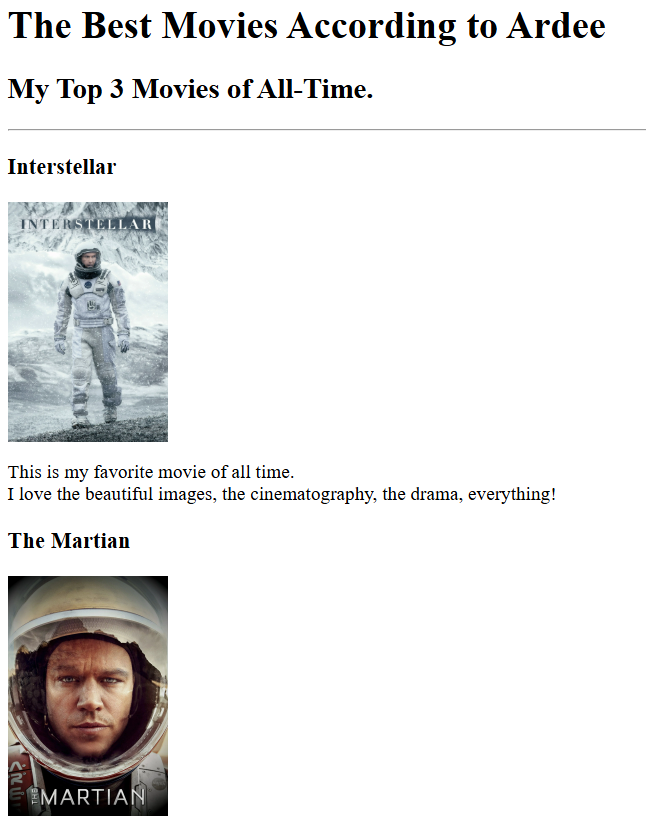 The Best Movies According to Ardee
My Top 3 Movies of All-Time.
Interstellar
INTERSTELLAR
This is my favorite movie of all time.
I love the beautiful images, the cinematography, the drama, everything!
The Martian
THE MARTIAN